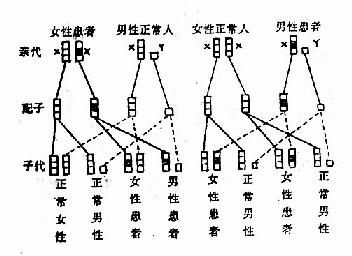 女性患者 男性正常人 女性正常人 男性患者
亲代 X X X Y X X X Y
配子
子代
正常女性 正常男性 女性患者 男性患者 女性正常 正常男性 女性患者 正常男性